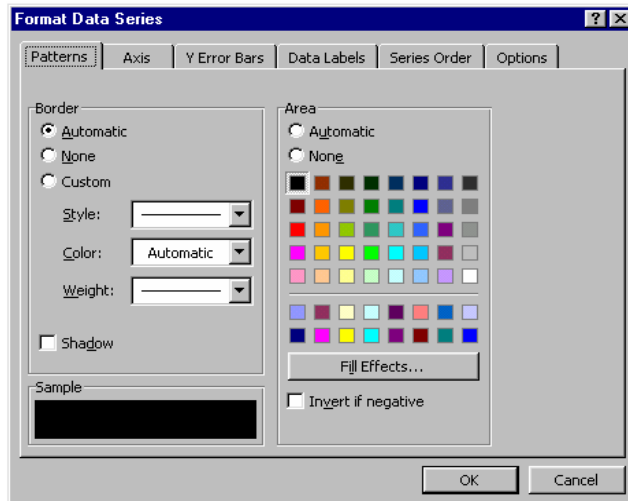 Format Data Series
Patterns Axis Y Error Bars Data Labels Series Order Options
Border
Automatic
None
Custom
Style:
Color: Automatic
Weight:
Shadow
Sample
Area
Automatic
None
Fill Effects...
Invert if negative
OK Cancel